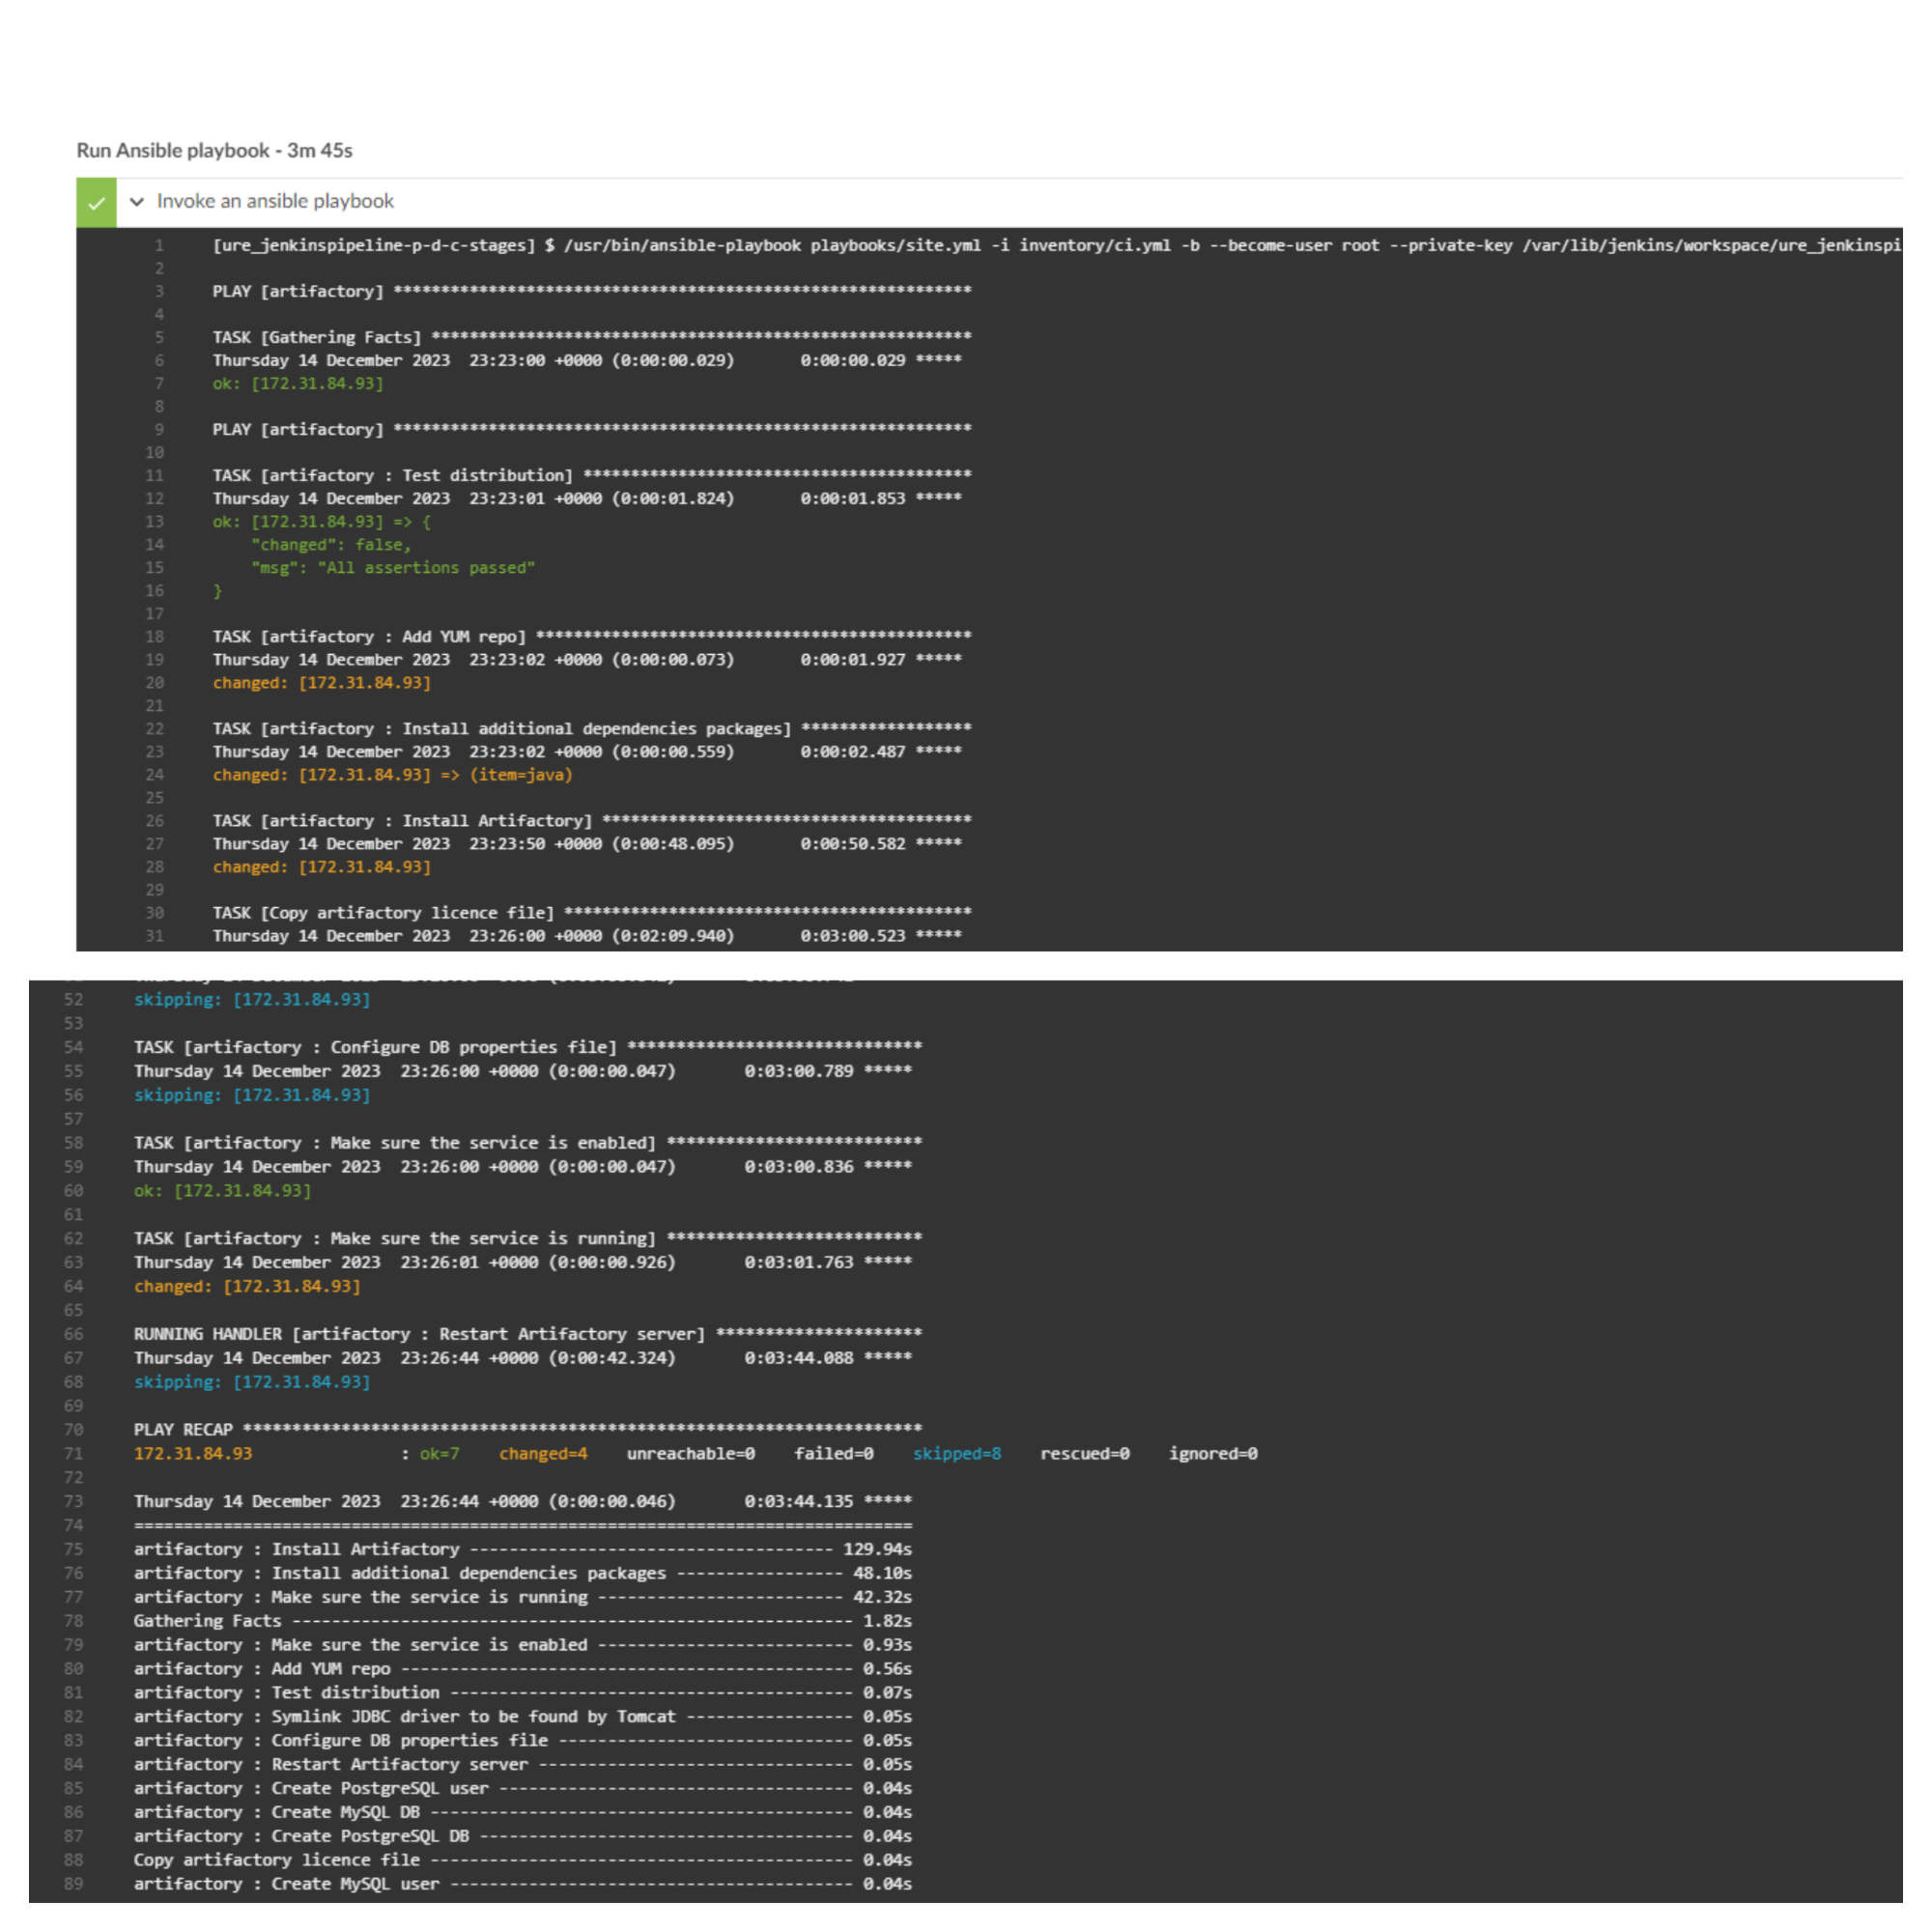 Run Ansible playbook - 3m 45s
Invoke an ansible playbook
1 [ure_jenkinspipeline-p-d-c-stages] $ /usr/bin/ansible-playbook playbooks/site.yml -i inventory/ci.yml -b --become-user root --private-key /var/lib/jenkins/workspace/ure_jenkinspi
2
3 PLAY [artifactory] *************************************************************
4
5 TASK [Gathering Facts] *********************************************************
6 Thursday 14 December 2023  23:23:00 +0000 (0:00:00.029)       0:00:00.029 *****
7 ok: [172.31.84.93]
8
9 PLAY [artifactory] *************************************************************
10
11 TASK [artifactory : Test distribution] *****************************************
12 Thursday 14 December 2023  23:23:01 +0000 (0:00:01.824)       0:00:01.853 *****
13 ok: [172.31.84.93] => {
14     "changed": false,
15     "msg": "All assertions passed"
16 }
17
18 TASK [artifactory : Add YUM repo] **********************************************
19 Thursday 14 December 2023  23:23:02 +0000 (0:00:00.073)       0:00:01.927 *****
20 changed: [172.31.84.93]
21
22 TASK [artifactory : Install additional dependencies packages] ******************
23 Thursday 14 December 2023  23:23:02 +0000 (0:00:00.559)       0:00:02.487 *****
24 changed: [172.31.84.93] => (item=java)
25
26 TASK [artifactory : Install Artifactory] ***************************************
27 Thursday 14 December 2023  23:23:50 +0000 (0:00:48.095)       0:00:50.582 *****
28 changed: [172.31.84.93]
29
30 TASK [Copy artifactory licence file] *******************************************
31 Thursday 14 December 2023  23:26:00 +0000 (0:02:09.940)       0:03:00.523 *****
52 skipping: [172.31.84.93]
53
54 TASK [artifactory : Configure DB properties file] ******************************
55 Thursday 14 December 2023  23:26:00 +0000 (0:00:00.047)       0:03:00.789 *****
56 skipping: [172.31.84.93]
57
58 TASK [artifactory : Make sure the service is enabled] **************************
59 Thursday 14 December 2023  23:26:00 +0000 (0:00:00.047)       0:03:00.836 *****
60 ok: [172.31.84.93]
61
62 TASK [artifactory : Make sure the service is running] **************************
63 Thursday 14 December 2023  23:26:01 +0000 (0:00:00.926)       0:03:01.763 *****
64 changed: [172.31.84.93]
65
66 RUNNING HANDLER [artifactory : Restart Artifactory server] *********************
67 Thursday 14 December 2023  23:26:44 +0000 (0:00:42.324)       0:03:44.088 *****
68 skipping: [172.31.84.93]
69
70 PLAY RECAP *********************************************************************
71 172.31.84.93               : ok=7    changed=4    unreachable=0    failed=0    skipped=8    rescued=0    ignored=0
72
73 Thursday 14 December 2023  23:26:44 +0000 (0:00:00.046)       0:03:44.135 *****
74 ===============================================================================
75 artifactory : Install Artifactory ------------------------------------- 129.94s
76 artifactory : Install additional dependencies packages ----------------- 48.10s
77 artifactory : Make sure the service is running ------------------------- 42.32s
78 Gathering Facts --------------------------------------------------------- 1.82s
79 artifactory : Make sure the service is enabled -------------------------- 0.93s
80 artifactory : Add YUM repo ---------------------------------------------- 0.56s
81 artifactory : Test distribution ----------------------------------------- 0.07s
82 artifactory : Symlink JDBC driver to be found by Tomcat ----------------- 0.05s
83 artifactory : Configure DB properties file ------------------------------ 0.05s
84 artifactory : Restart Artifactory server -------------------------------- 0.05s
85 artifactory : Create PostgreSQL user ------------------------------------ 0.04s
86 artifactory : Create MySQL DB ------------------------------------------- 0.04s
87 artifactory : Create PostgreSQL DB -------------------------------------- 0.04s
88 Copy artifactory licence file ------------------------------------------- 0.04s
89 artifactory : Create MySQL user ----------------------------------------- 0.04s